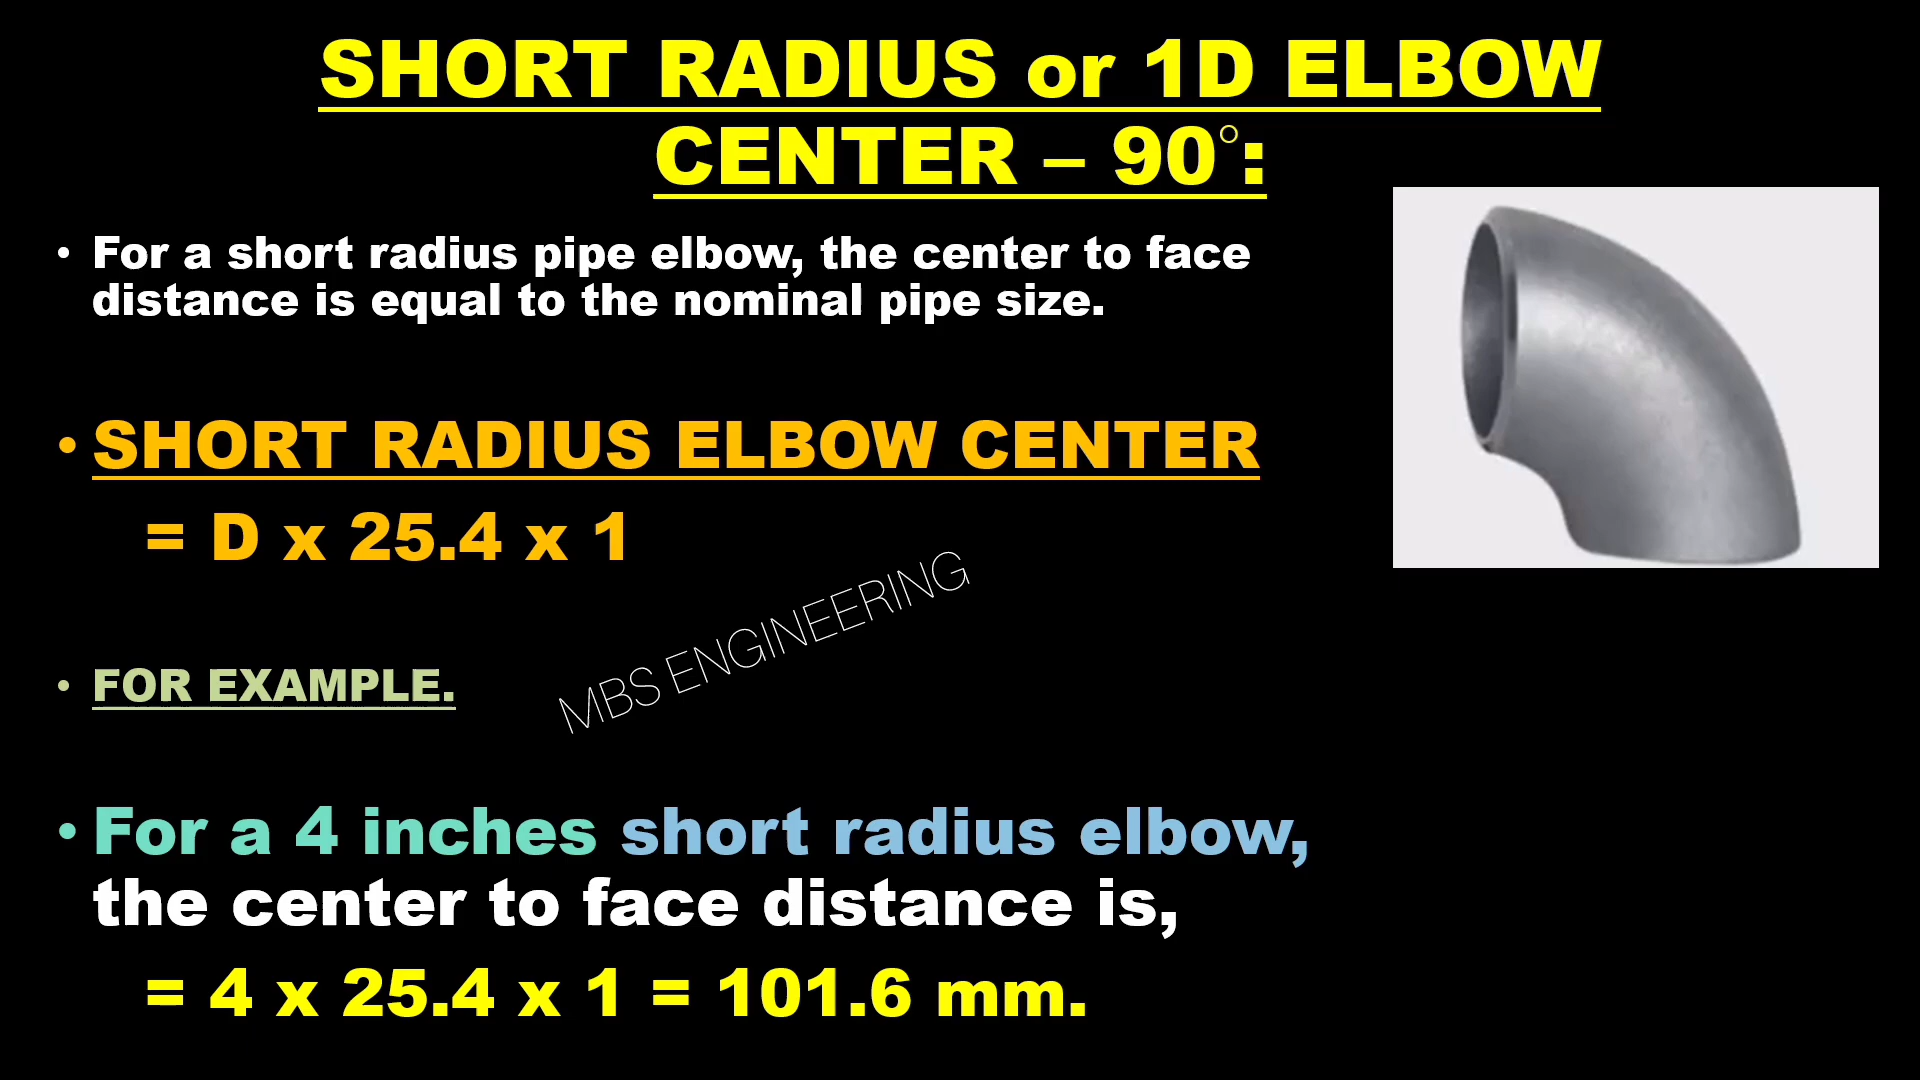 SHORT RADIUS or 1D ELBOW
CENTER – 90°:
• For a short radius pipe elbow, the center to face
distance is equal to the nominal pipe size.
• SHORT RADIUS ELBOW CENTER
= D x 25.4 x 1
MBS ENGINEERING
• FOR EXAMPLE.
• For a 4 inches short radius elbow,
the center to face distance is,
= 4 x 25.4 x 1 = 101.6 mm.